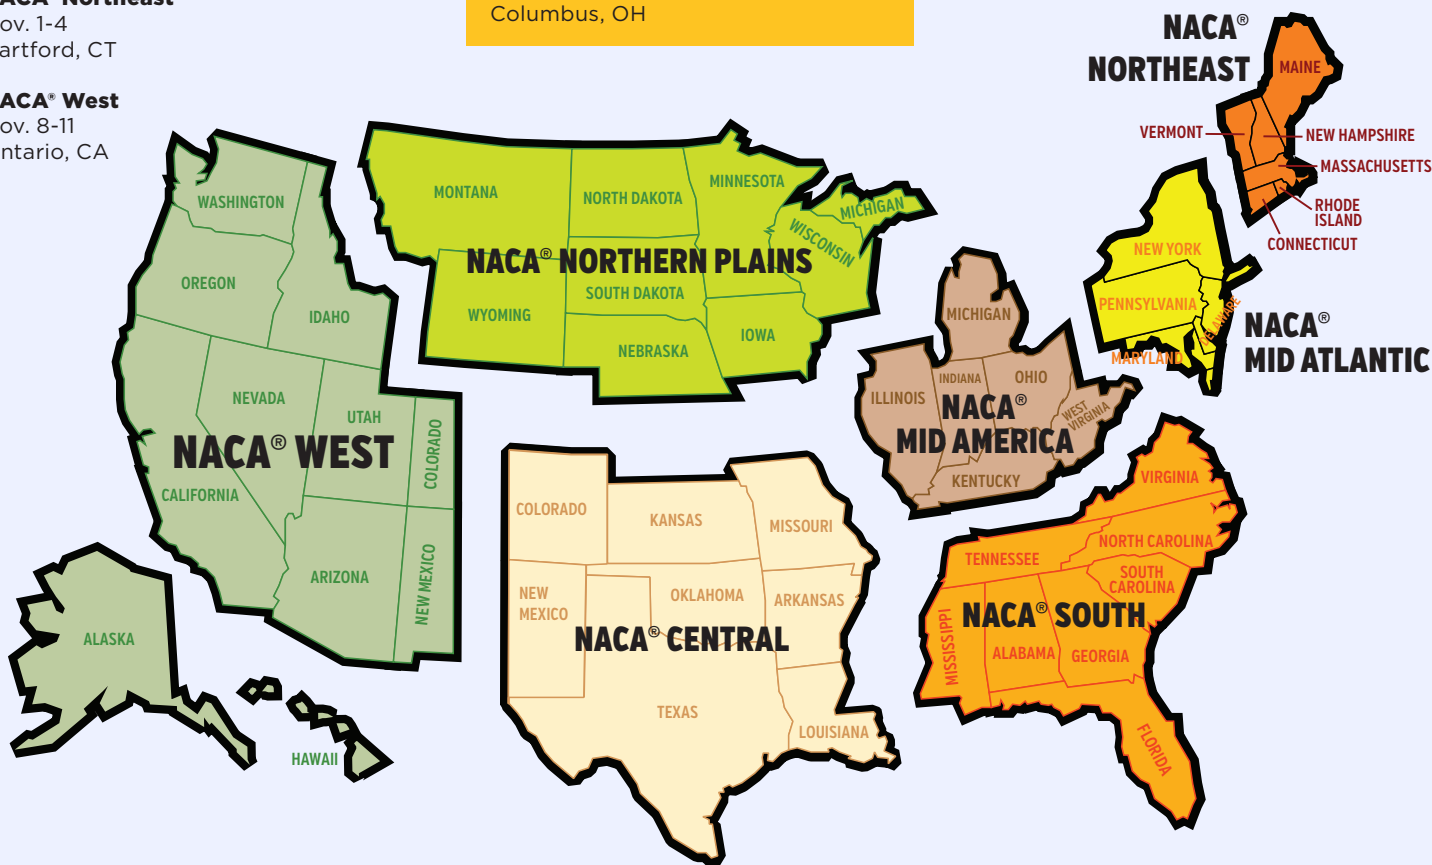 ACA® Northeast
ov. 1-4
artford, CT
ACA® West
ov. 8-11
ntario, CA
Columbus, OH
NACA®
NORTHEAST
MAINE
VERMONT
NEW HAMPSHIRE
MASSACHUSETTS
RHODE
ISLAND
CONNECTICUT
WASHINGTON
OREGON
IDAHO
NEVADA
UTAH
COLORADO
NACA® WEST
CALIFORNIA
ARIZONA
NEW MEXICO
ALASKA
HAWAII
MONTANA
NORTH DAKOTA
MINNESOTA
MICHIGAN
WISCONSIN
NACA® NORTHERN PLAINS
SOUTH DAKOTA
WYOMING
NEBRASKA
IOWA
NEW YORK
PENNSYLVANIA
DELAWARE
MARYLAND
NACA®
MID ATLANTIC
MICHIGAN
ILLINOIS
INDIANA
OHIO
WEST
VIRGINIA
NACA®
MID AMERICA
KENTUCKY
COLORADO
KANSAS
MISSOURI
NEW
MEXICO
OKLAHOMA
ARKANSAS
NACA® CENTRAL
TEXAS
LOUISIANA
VIRGINIA
NORTH CAROLINA
TENNESSEE
SOUTH
CAROLINA
NACA® SOUTH
MISSISSIPPI
ALABAMA
GEORGIA
FLORIDA